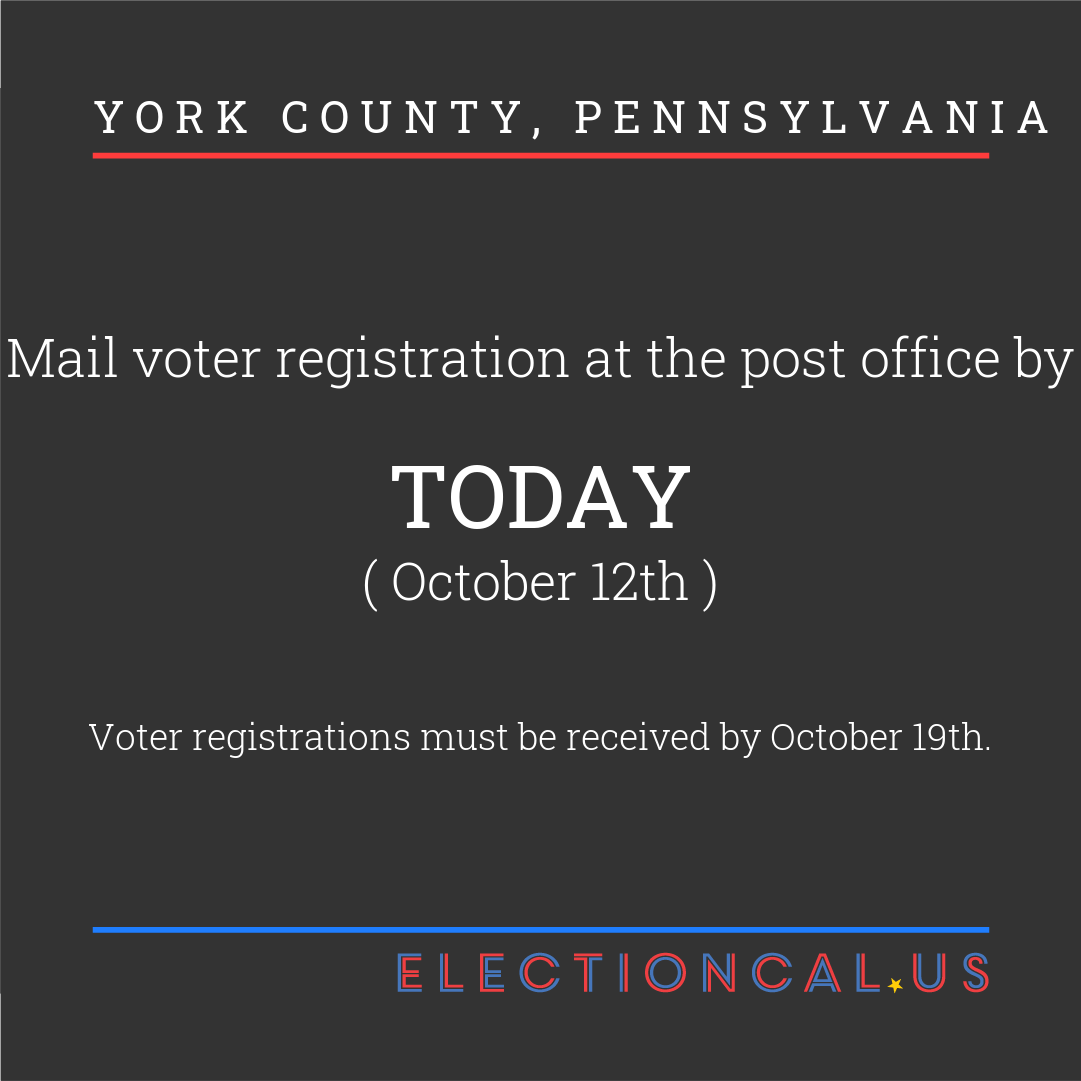 YORK COUNTY, PENNSYLVANIA
Mail voter registration at the post office by
TODAY
( October 12th )
Voter registrations must be received by October 19th.
ELECTIONCAL.US